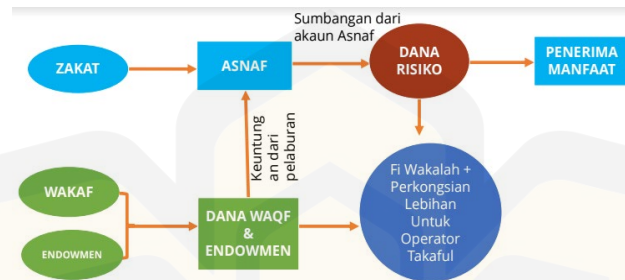 Sumbangan dari
akaun Asnaf
ZAKAT
ASNAF
DANA
RISIKO
PENERIMA
MANFAAT
Keuntung
an dari
pelaburan
WAKAF
ENDOWMEN
DANA WAQF
&
ENDOWMEN
Fi Wakalah +
Perkongsian
Lebihan
Untuk
Operator
Takaful